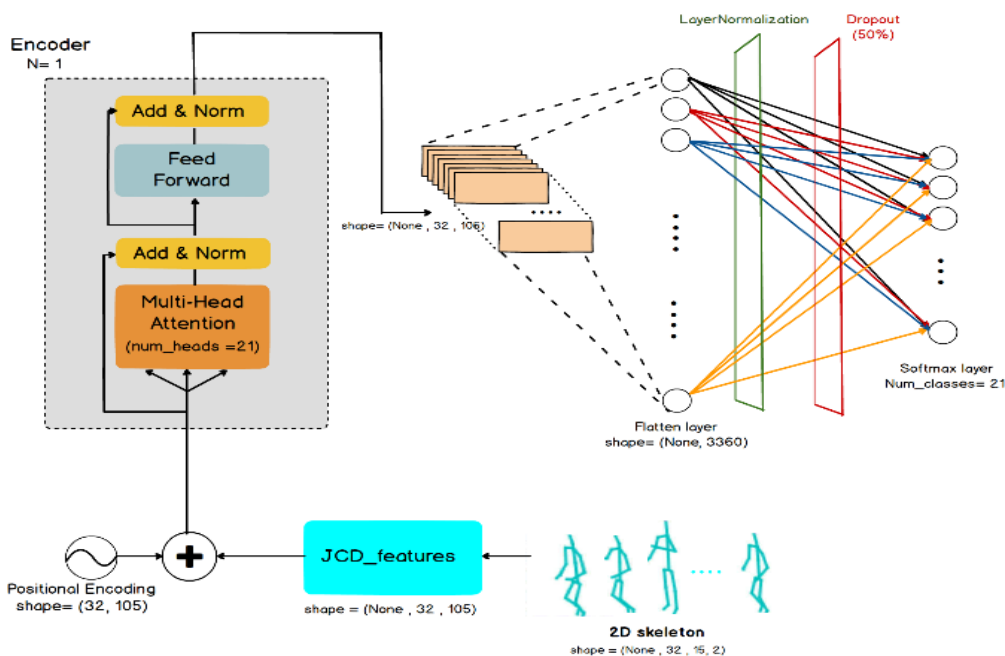 Encoder
N= 1
Add & Norm
Feed
Forward
Add & Norm
Multi-Head
Attention
(num_heads =21)
Positional Encoding
shape= (32, 105)
+
JCD_features
shape = (None , 32 , 105)
2D skeleton
shape = (None , 32 , 15, 2)
shape= (None , 32 , 105)
LayerNormalization
Dropout
(50%)
Flatten layer
shape= (None, 3360)
Softmax layer
Num_classes= 21